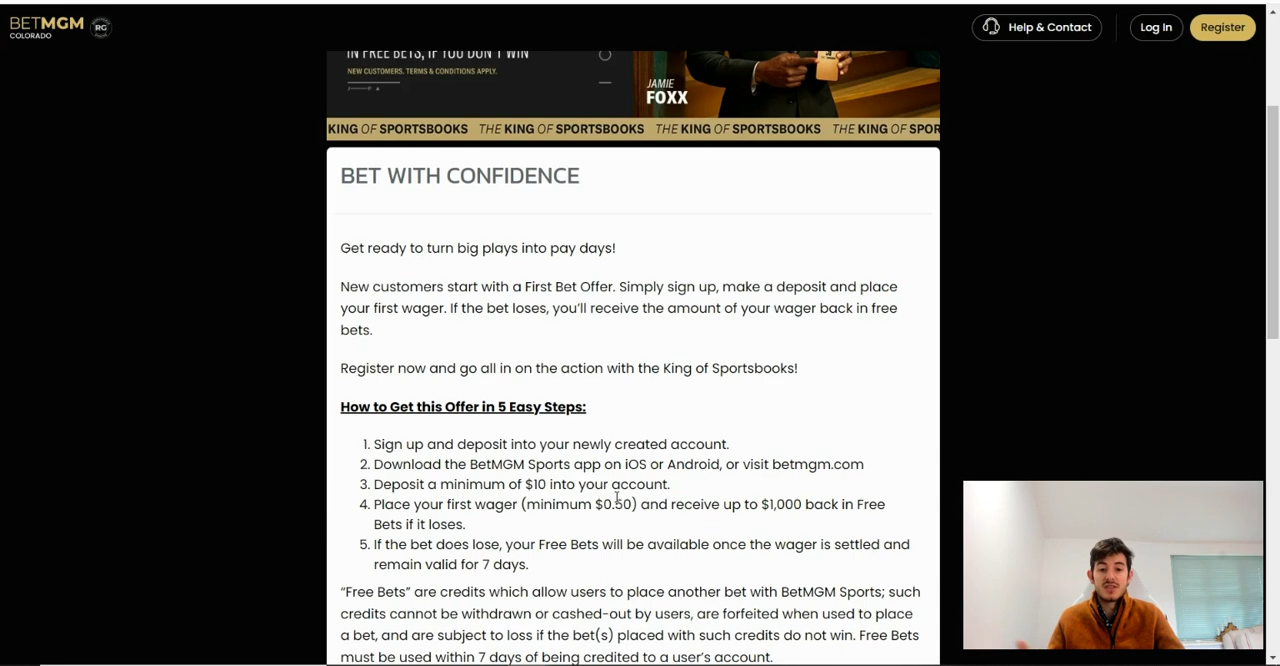 BETMGM
COLORADO
RG
Help & Contact
Log In
Register
IN FREE BETS, IF YOU DON'T WIN
NEW CUSTOMERS. TERMS & CONDITIONS APPLY.
JAMIE
FOXX
KING OF SPORTSBOOKS THE KING OF SPORTSBOOKS THE KING OF SPORTSBOOKS THE KING OF SPOR
BET WITH CONFIDENCE
Get ready to turn big plays into pay days!
New customers start with a First Bet Offer. Simply sign up, make a deposit and place
your first wager. If the bet loses, you'll receive the amount of your wager back in free
bets.
Register now and go all in on the action with the King of Sportsbooks!
How to Get this Offer in 5 Easy Steps:
1. Sign up and deposit into your newly created account.
2. Download the BetMGM Sports app on iOS or Android, or visit betmgm.com
3. Deposit a minimum of $10 into your account.
4. Place your first wager (minimum $0.50) and receive up to $1,000 back in Free
Bets if it loses.
5. If the bet does lose, your Free Bets will be available once the wager is settled and
remain valid for 7 days.
"Free Bets" are credits which allow users to place another bet with BetMGM Sports; such
credits cannot be withdrawn or cashed-out by users, are forfeited when used to place
a bet, and are subject to loss if the bet(s) placed with such credits do not win. Free Bets
must be used within 7 days of being credited to a user's account.